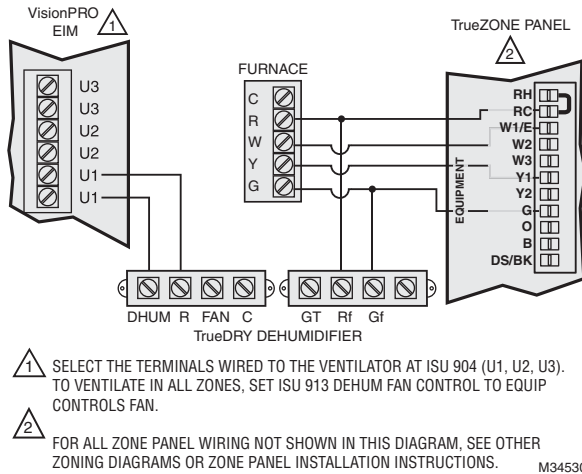 VisionPRO
EIM
1
TrueZONE PANEL
2
FURNACE
U3
U3
U2
U2
U1
U1
C
R
W
Y
G
EQUIPMENT
RH
RC
W1/E
W2
W3
Y1
Y2
G
O
B
DS/BK
DHUM R FAN C
GT Rf Gf
TrueDRY DEHUMIDIFIER
1 SELECT THE TERMINALS WIRED TO THE VENTILATOR AT ISU 904 (U1, U2, U3).
TO VENTILATE IN ALL ZONES, SET ISU 913 DEHUM FAN CONTROL TO EQUIP
CONTROLS FAN.
2
FOR ALL ZONE PANEL WIRING NOT SHOWN IN THIS DIAGRAM, SEE OTHER
ZONING DIAGRAMS OR ZONE PANEL INSTALLATION INSTRUCTIONS.